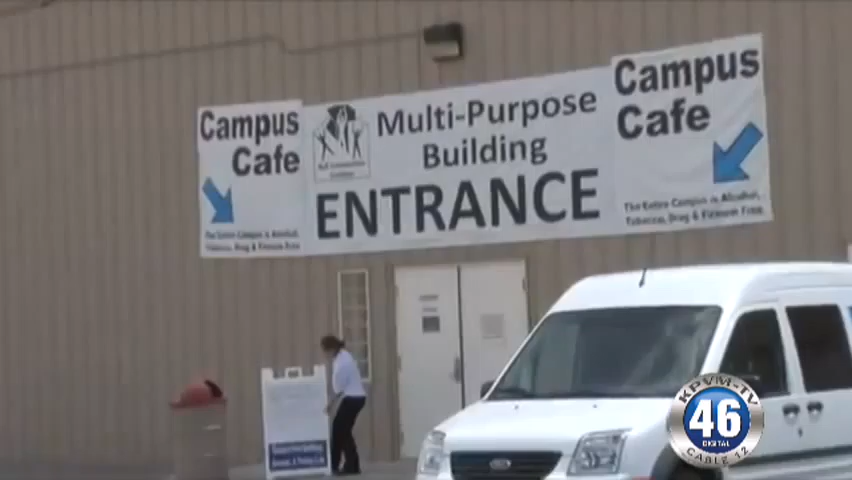 Campus
Cafe
The Entire Campus is Alcohol,
Tobacco, Drug & Firearm Free
Multi-Purpose
Building
ENTRANCE
Campus
Cafe
The Entire Campus is Alcohol,
Tobacco, Drug & Firearm Free
KPVM-TV
46
DIGITAL
CABLE 12